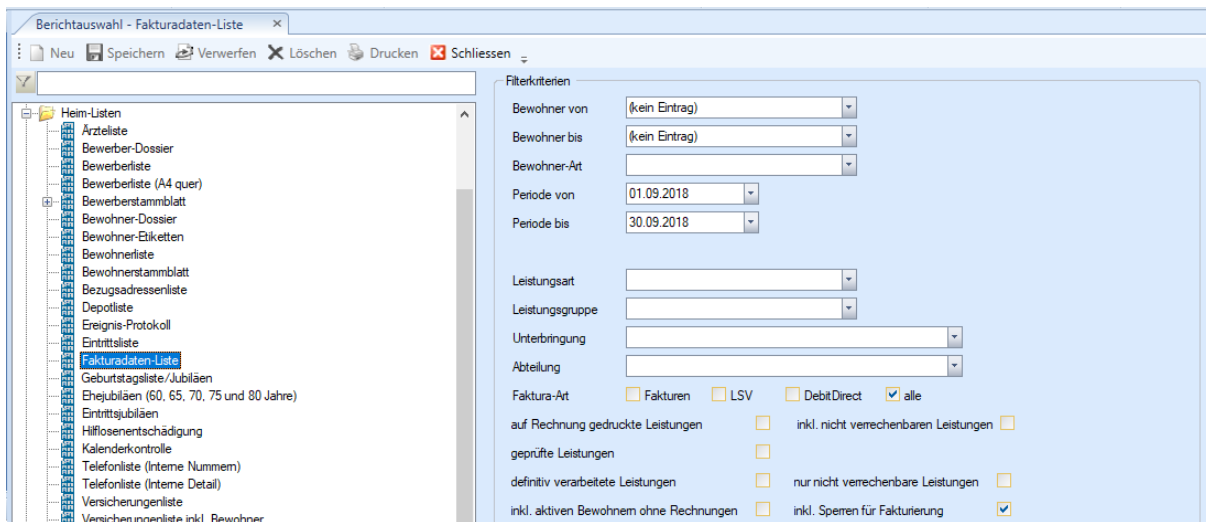 Berichtauswahl - Fakturadaten-Liste
Neu Speichern Verwerfen Löschen Drucken Schliessen
Heim-Listen
Ärzteliste
Bewerber-Dossier
Bewerberliste
Bewerberliste (A4 quer)
Bewerberstammblatt
Bewohner-Dossier
Bewohner-Etiketten
Bewohnerliste
Bewohnerstammblatt
Bezugsadressenliste
Depotliste
Ereignis-Protokoll
Eintrittsliste
Fakturadaten-Liste
Geburtstagsliste/Jubiläen
Ehejubiläen (60, 65, 70, 75 und 80 Jahre)
Eintrittsjubiläen
Hilflosenentschädigung
Kalenderkontrolle
Telefonliste (Interne Nummern)
Telefonliste (Interne Detail)
Versicherungenliste
Versicherungenliste inkl. Bewohner
Filterkriterien
Bewohner von (kein Eintrag)
Bewohner bis (kein Eintrag)
Bewohner-Art
Periode von 01.09.2018
Periode bis 30.09.2018
Leistungsart
Leistungsgruppe
Unterbringung
Abteilung
Faktura-Art Fakturen LSV DebitDirect alle
auf Rechnung gedruckte Leistungen inkl. nicht verrechenbaren Leistungen
geprüfte Leistungen
definitiv verarbeitete Leistungen nur nicht verrechenbare Leistungen
inkl. aktiven Bewohnern ohne Rechnungen inkl. Sperren für Fakturierung